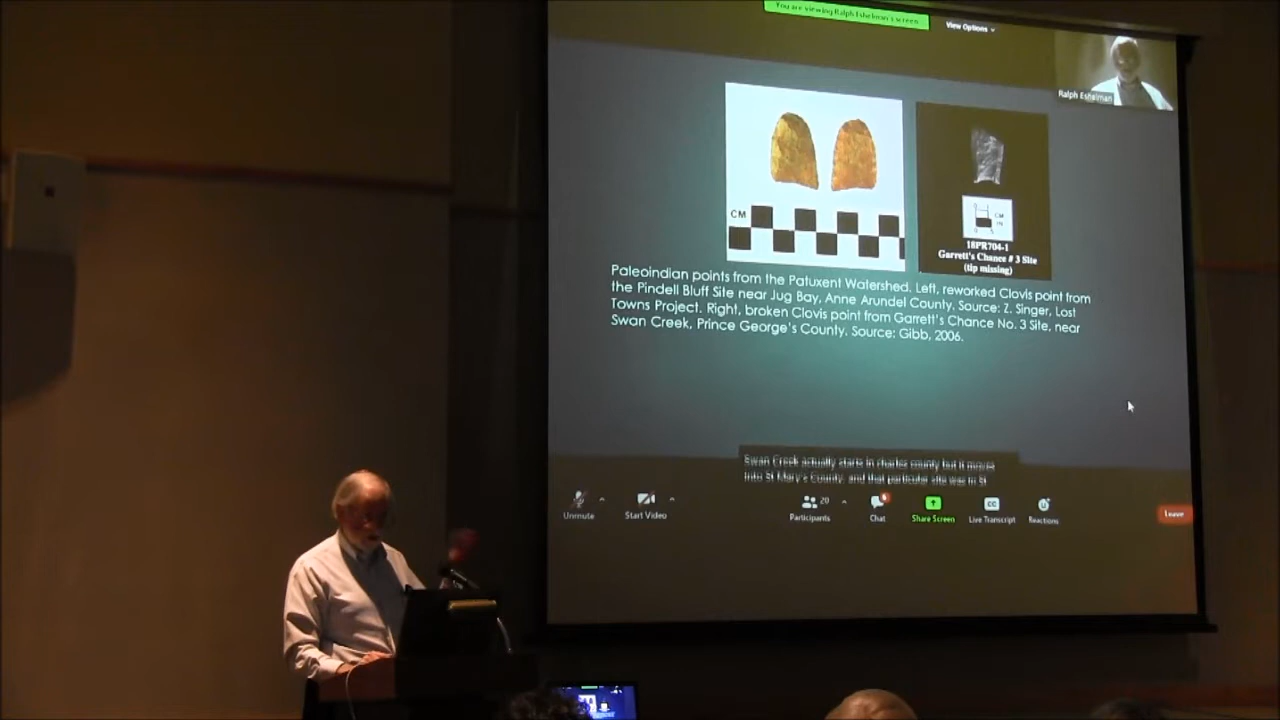 You are viewing Ralph Eshelman's screen
View Options
Ralph Eshelman
CM
CM
IN
18PR704-1
Garrett's Chance # 3 Site
(tip missing)
Paleoindian points from the Patuxent Watershed. Left, reworked Clovis point from
the Pindell Bluff Site near Jug Bay, Anne Arundel County. Source: Z. Singer, Lost
Towns Project. Right, broken Clovis point from Garrett's Chance No. 3 Site, near
Swan Creek, Prince George's County. Source: Gibb, 2006.
Swan Creek actually starts in charles county but it moves
into St Mary's County, and that particular site was in St
Unmute
Start Video
20
Participants
Chat
Share Screen
CC
Live Transcript
Reactions
Leave